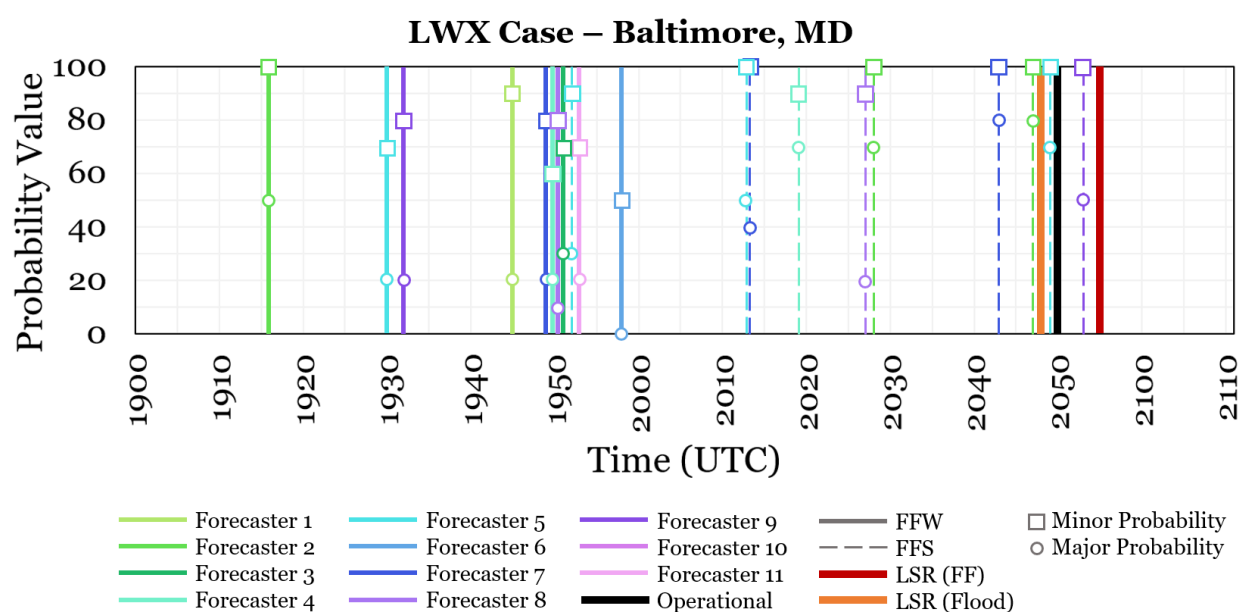 LWX Case – Baltimore, MD
Probability Value
100
80
60
40
20
0
1900
1910
1920
1930
1940
1950
2000
2010
2020
2030
2040
2050
2100
2110
Time (UTC)
Forecaster 1
Forecaster 2
Forecaster 3
Forecaster 4
Forecaster 5
Forecaster 6
Forecaster 7
Forecaster 8
Forecaster 9
Forecaster 10
Forecaster 11
Operational
FFW
FFS
LSR (FF)
LSR (Flood)
Minor Probability
Major Probability